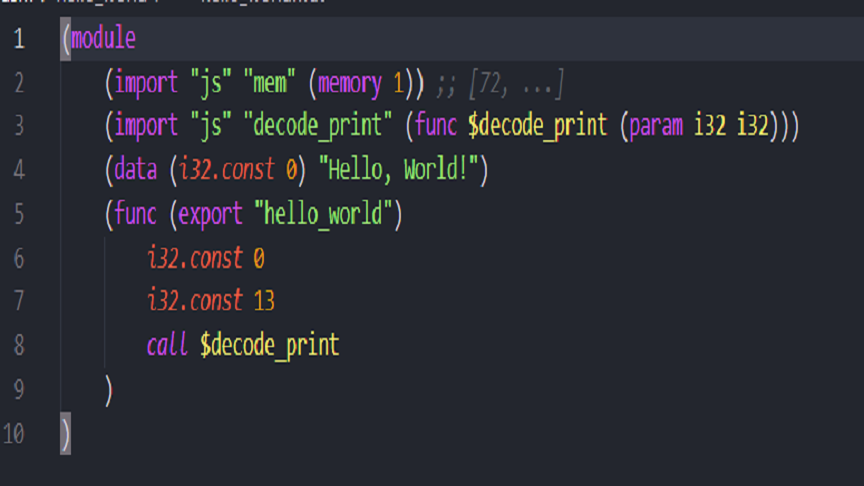 1 (module
2 (import "js" "mem" (memory 1)) ;; [72, ...]
3 (import "js" "decode_print" (func $decode_print (param i32 i32)))
4 (data (i32.const 0) "Hello, World!")
5 (func (export "hello_world")
6 i32.const 0
7 i32.const 13
8 call $decode_print
9 )
10 )